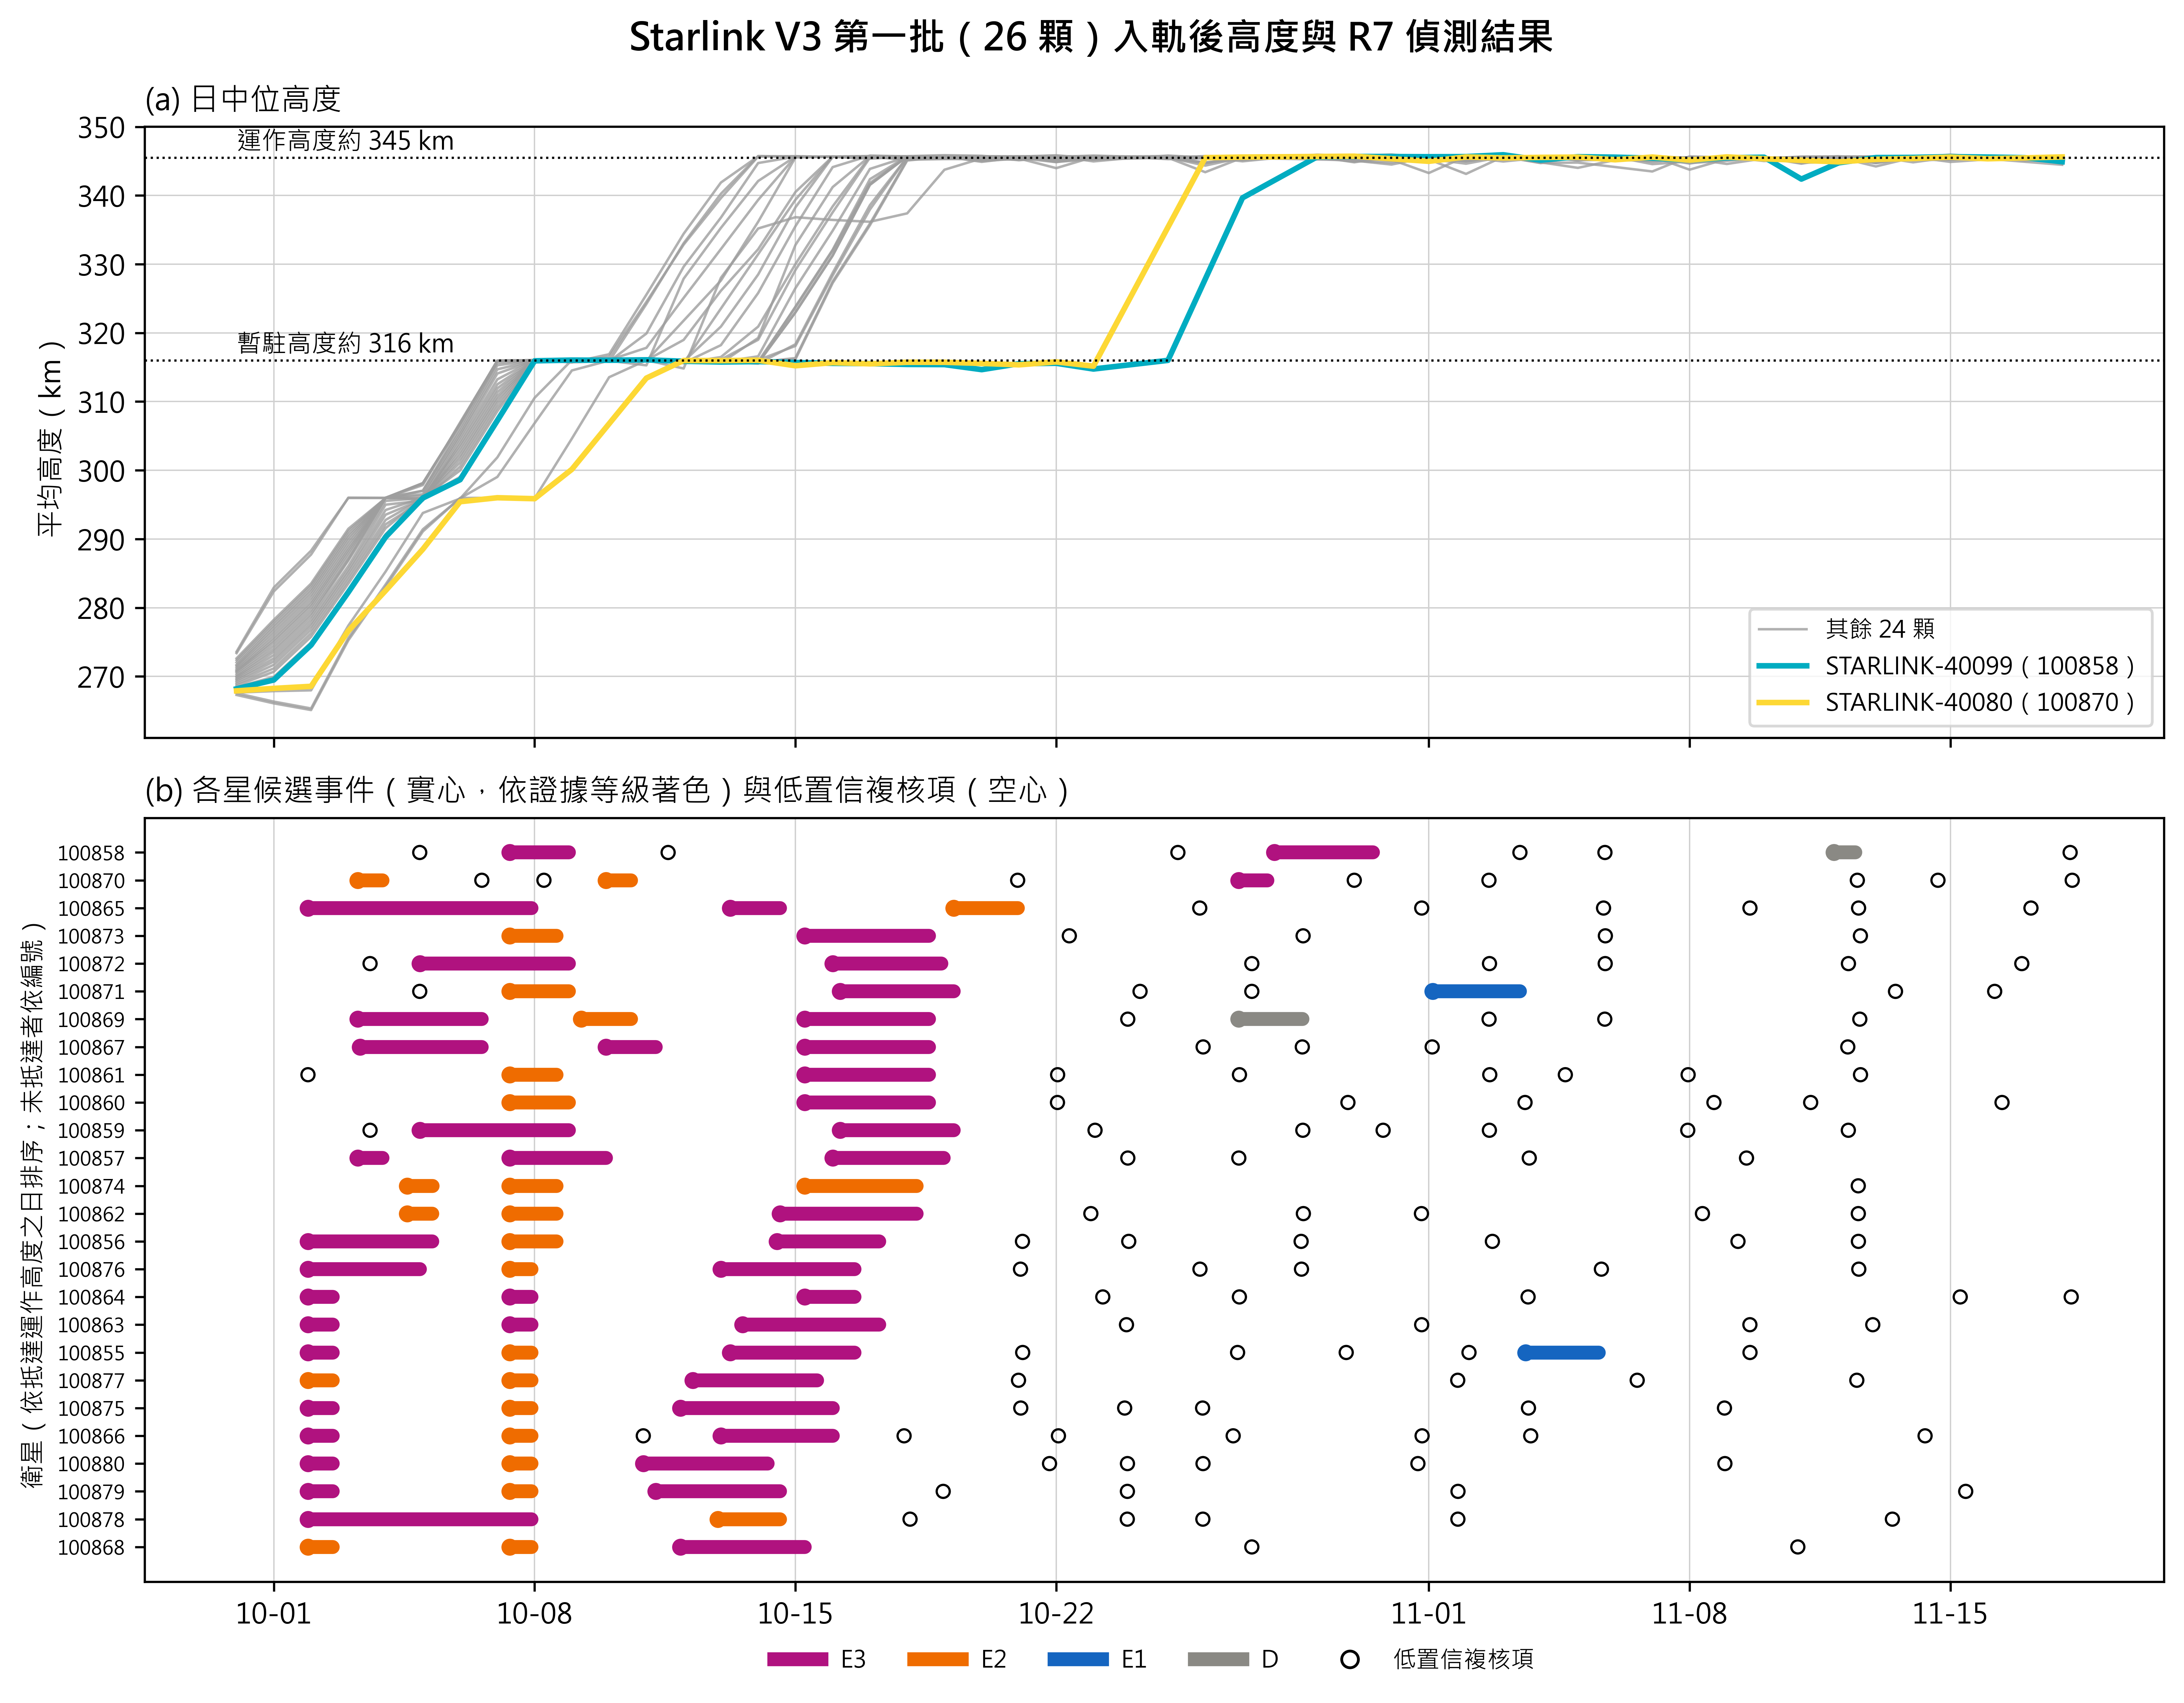 Starlink V3 第一批（26 顆）入軌後高度與 R7 偵測結果
(a) 日中位高度
平均高度（km）
350
340
330
320
310
300
290
280
270
運作高度約 345 km
暫駐高度約 316 km
其餘 24 顆
STARLINK-40099（100858）
STARLINK-40080（100870）
(b) 各星候選事件（實心，依證據等級著色）與低置信複核項（空心）
衛星（依抵達運作高度之日排序；未抵達者依編號）
100858
100870
100865
100873
100872
100871
100869
100867
100861
100860
100859
100857
100874
100862
100856
100876
100864
100863
100855
100877
100875
100866
100880
100879
100878
100868
10-01 10-08 10-15 10-22 11-01 11-08 11-15
E3 E2 E1 D 低置信複核項